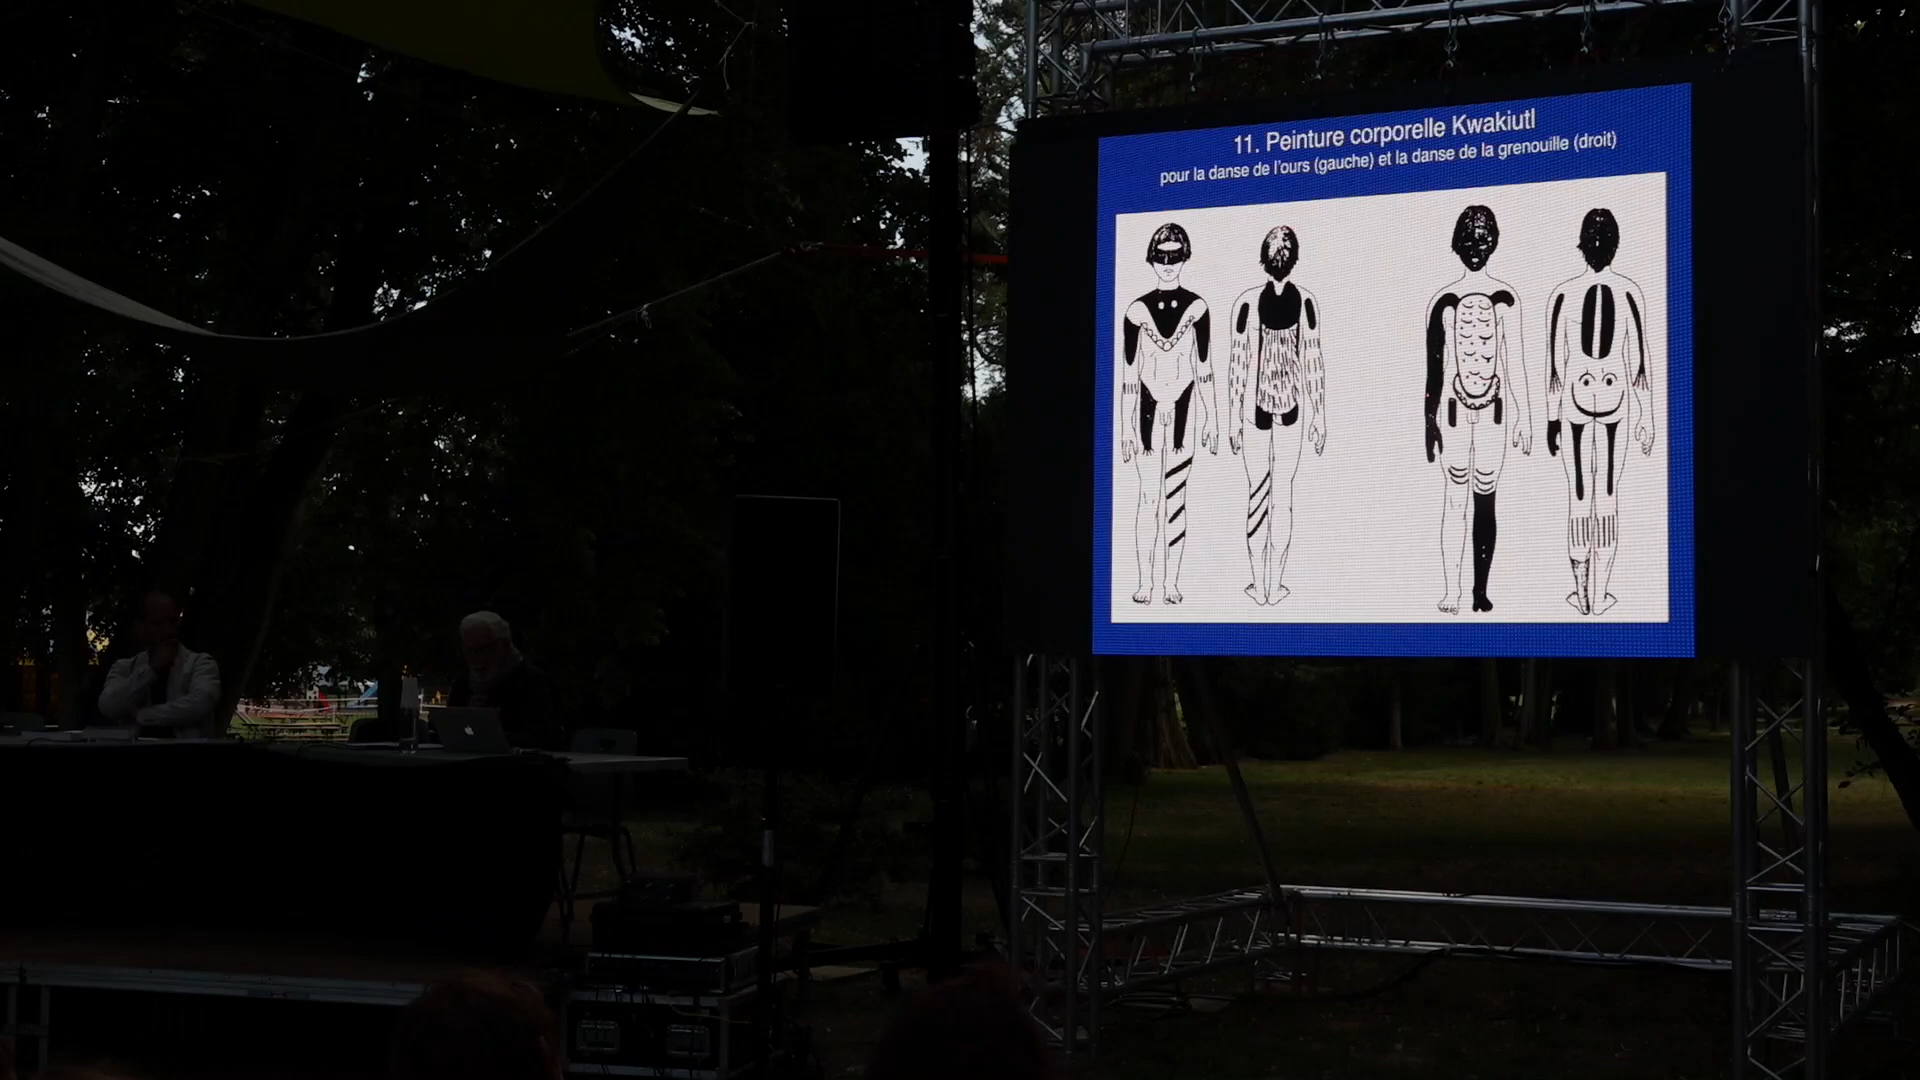 11. Peinture corporelle Kwakiutl
pour la danse de l'ours (gauche) et la danse de la grenouille (droit)